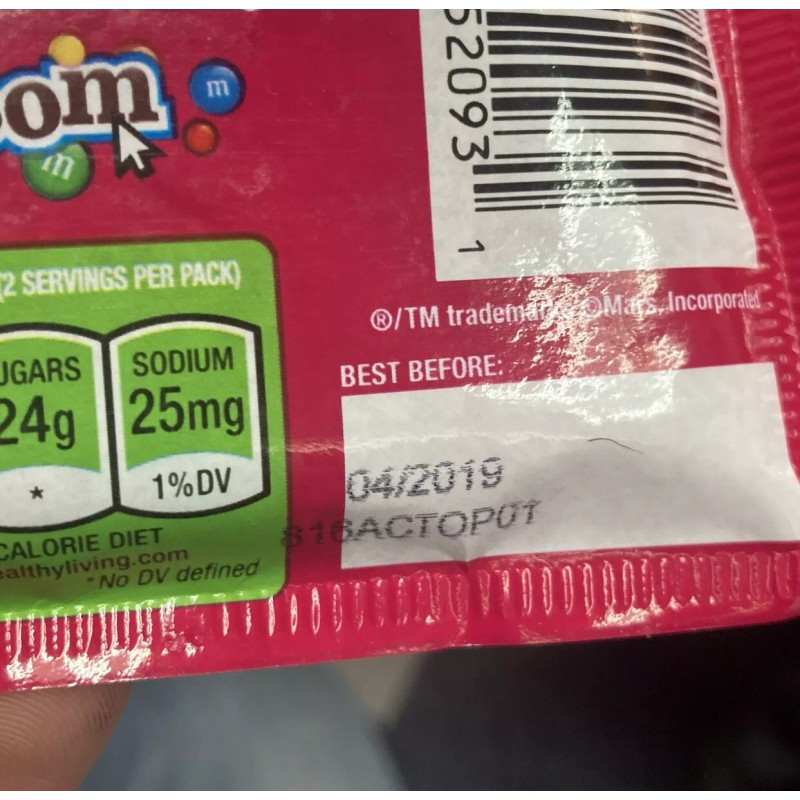 om
m
m
52093
1
(2 SERVINGS PER PACK)
®/TM trademarks ©Mars, Incorporated
UGARS
24g
*
SODIUM
25mg
1%DV
BEST BEFORE:
04/2019
816ACTOP01
CALORIE DIET
ealthyliving.com
*No DV defined